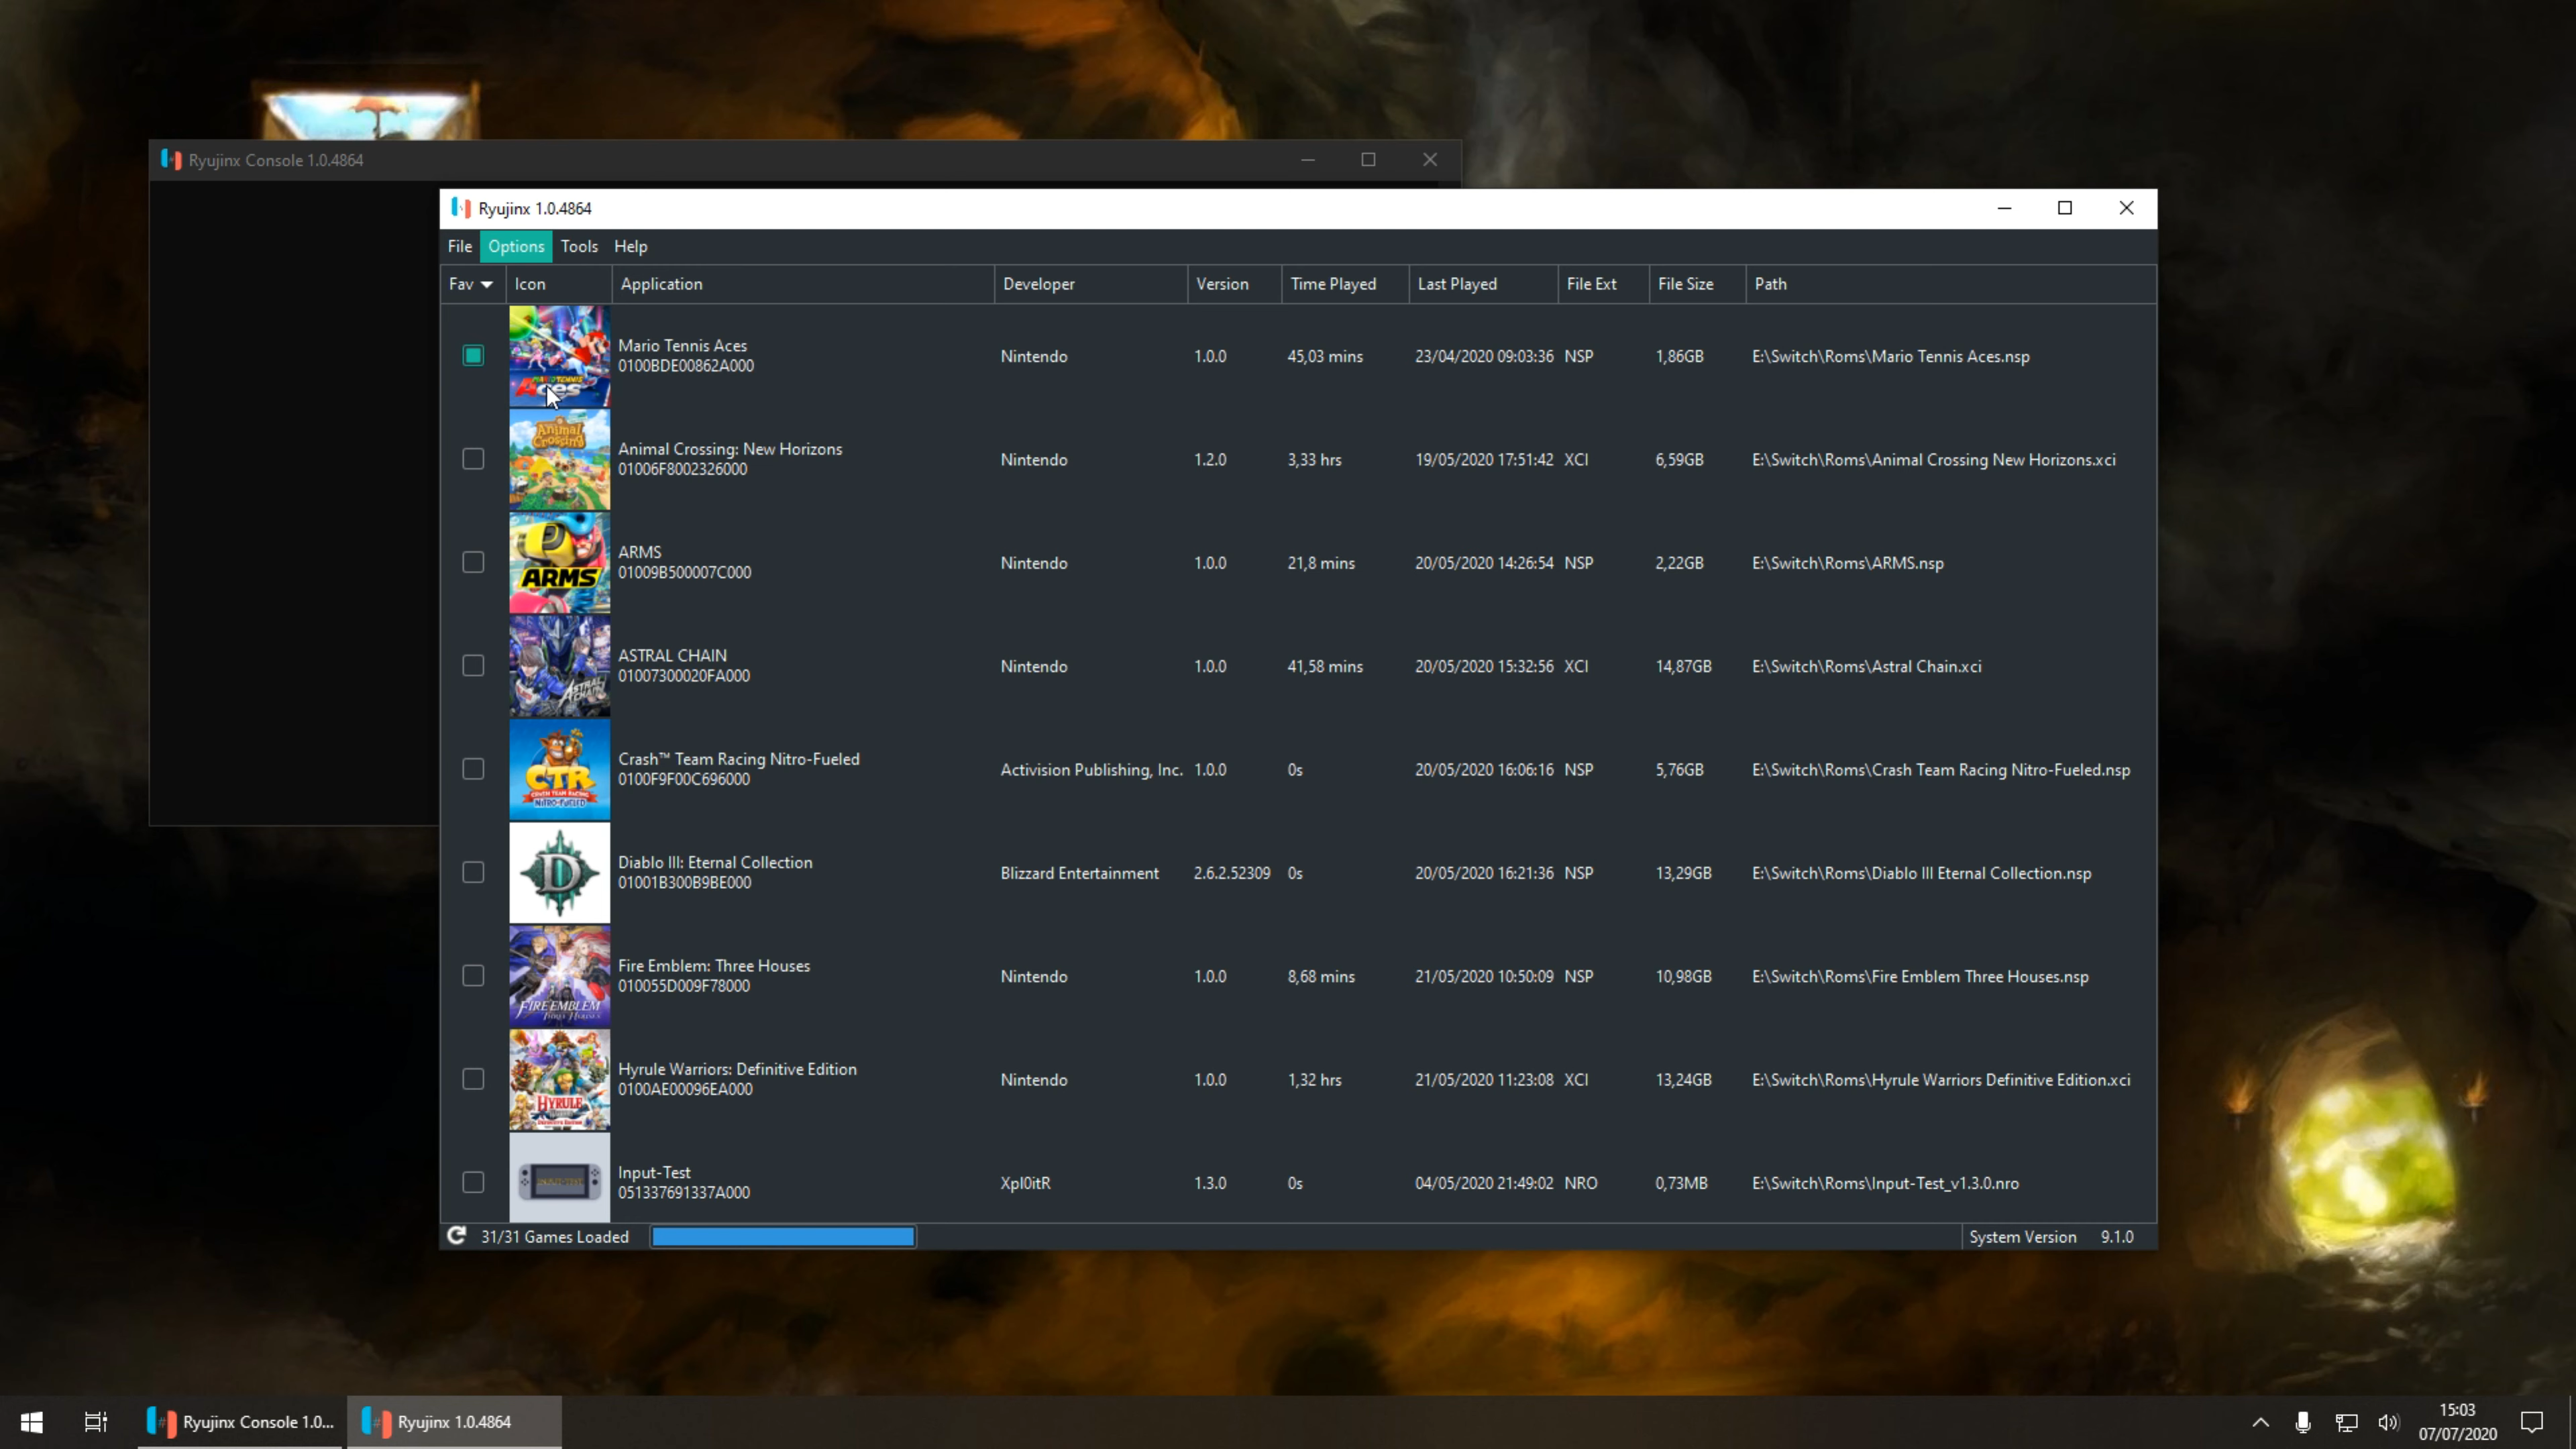 Ryujinx Console 1.0.4864
Ryujinx 1.0.4864
File Options Tools Help
Fav Icon Application Developer Version Time Played Last Played File Ext File Size Path
Mario Tennis Aces
0100BDE00862A000
Nintendo 1.0.0 45,03 mins 23/04/2020 09:03:36 NSP 1,86GB E:\Switch\Roms\Mario Tennis Aces.nsp
ACES
Animal Crossing
Animal Crossing: New Horizons
01006F8002326000
Nintendo 1.2.0 3,33 hrs 19/05/2020 17:51:42 XCI 6,59GB E:\Switch\Roms\Animal Crossing New Horizons.xci
ARMS
ARMS
01009B500007C000
Nintendo 1.0.0 21,8 mins 20/05/2020 14:26:54 NSP 2,22GB E:\Switch\Roms\ARMS.nsp
ASTRAL CHAIN
ASTRAL CHAIN
01007300020FA000
Nintendo 1.0.0 41,58 mins 20/05/2020 15:32:56 XCI 14,87GB E:\Switch\Roms\Astral Chain.xci
CTR
CRASH TEAM RACING
NITRO-FUELED
Crash™ Team Racing Nitro-Fueled
0100F9F00C696000
Activision Publishing, Inc. 1.0.0 0s 20/05/2020 16:06:16 NSP 5,76GB E:\Switch\Roms\Crash Team Racing Nitro-Fueled.nsp
Diablo III: Eternal Collection
01001B300B9BE000
Blizzard Entertainment 2.6.2.52309 0s 20/05/2020 16:21:36 NSP 13,29GB E:\Switch\Roms\Diablo III Eternal Collection.nsp
FIRE EMBLEM
Fire Emblem: Three Houses
010055D009F78000
Nintendo 1.0.0 8,68 mins 21/05/2020 10:50:09 NSP 10,98GB E:\Switch\Roms\Fire Emblem Three Houses.nsp
HYRULE
Hyrule Warriors: Definitive Edition
0100AE00096EA000
Nintendo 1.0.0 1,32 hrs 21/05/2020 11:23:08 XCI 13,24GB E:\Switch\Roms\Hyrule Warriors Definitive Edition.xci
Input-Test
051337691337A000
Xpl0itR 1.3.0 0s 04/05/2020 21:49:02 NRO 0,73MB E:\Switch\Roms\Input-Test_v1.3.0.nro
31/31 Games Loaded
System Version 9.1.0
Ryujinx Console 1.0...
Ryujinx 1.0.4864
15:03
07/07/2020